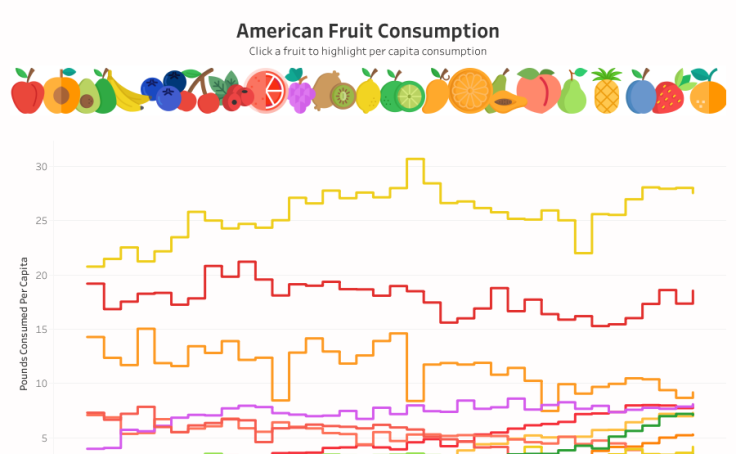 American Fruit Consumption
Click a fruit to highlight per capita consumption
30
25
20
15
10
5
Pounds Consumed Per Capita